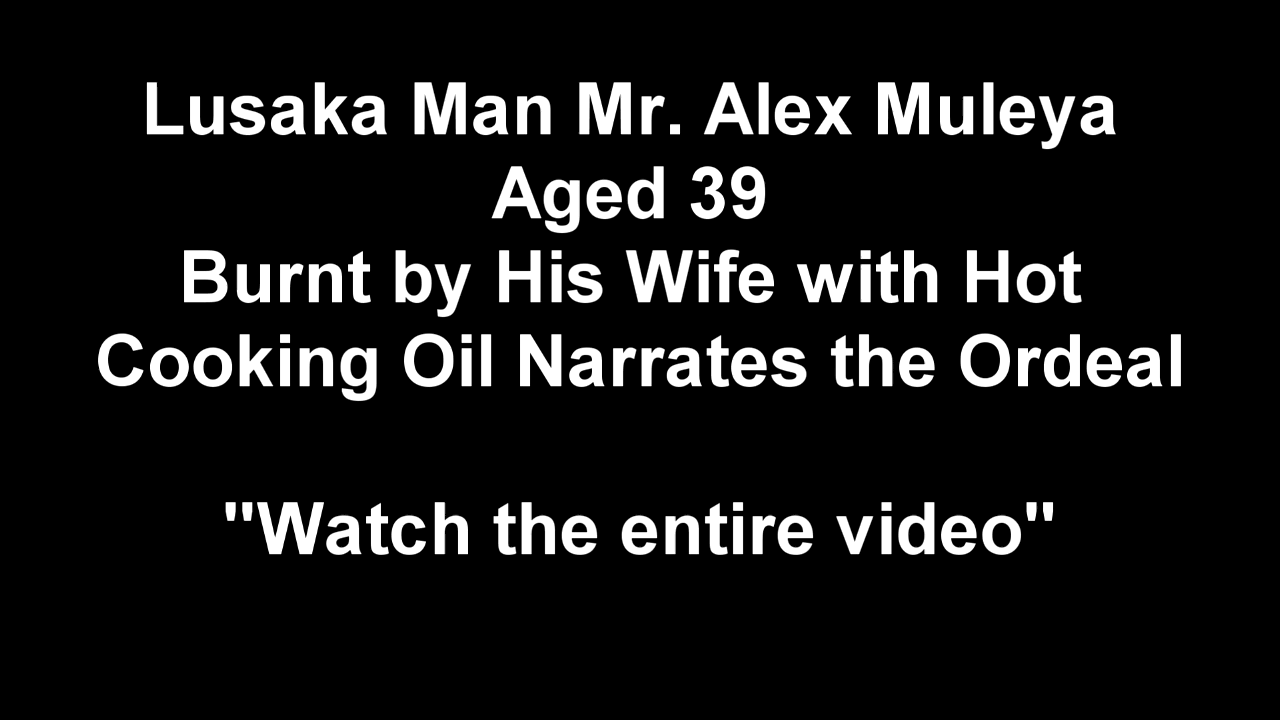 Lusaka Man Mr. Alex Muleya
Aged 39
Burnt by His Wife with Hot
Cooking Oil Narrates the Ordeal
"Watch the entire video"